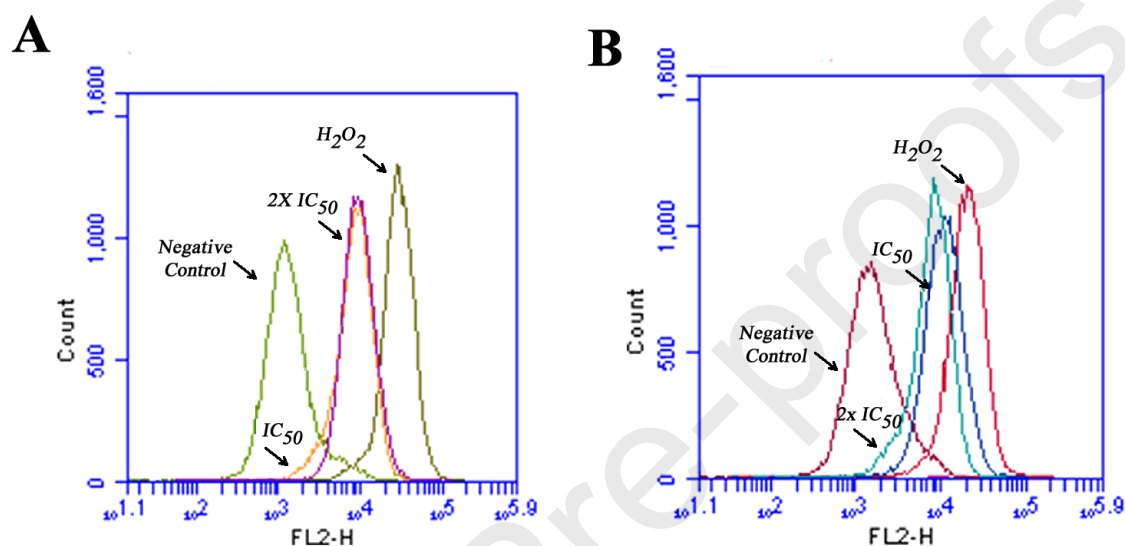 A
1,600
1,000
500
0
Count
10^1.1 10^2 10^3 10^4 10^5 10^5.9
FL2-H
Negative
Control
IC50
2X IC50
H2O2
B
1,600
1,000
500
0
Count
10^1.1 10^2 10^3 10^4 10^5 10^5.9
FL2-H
Negative
Control
2x IC50
IC50
H2O2
pre-proofs